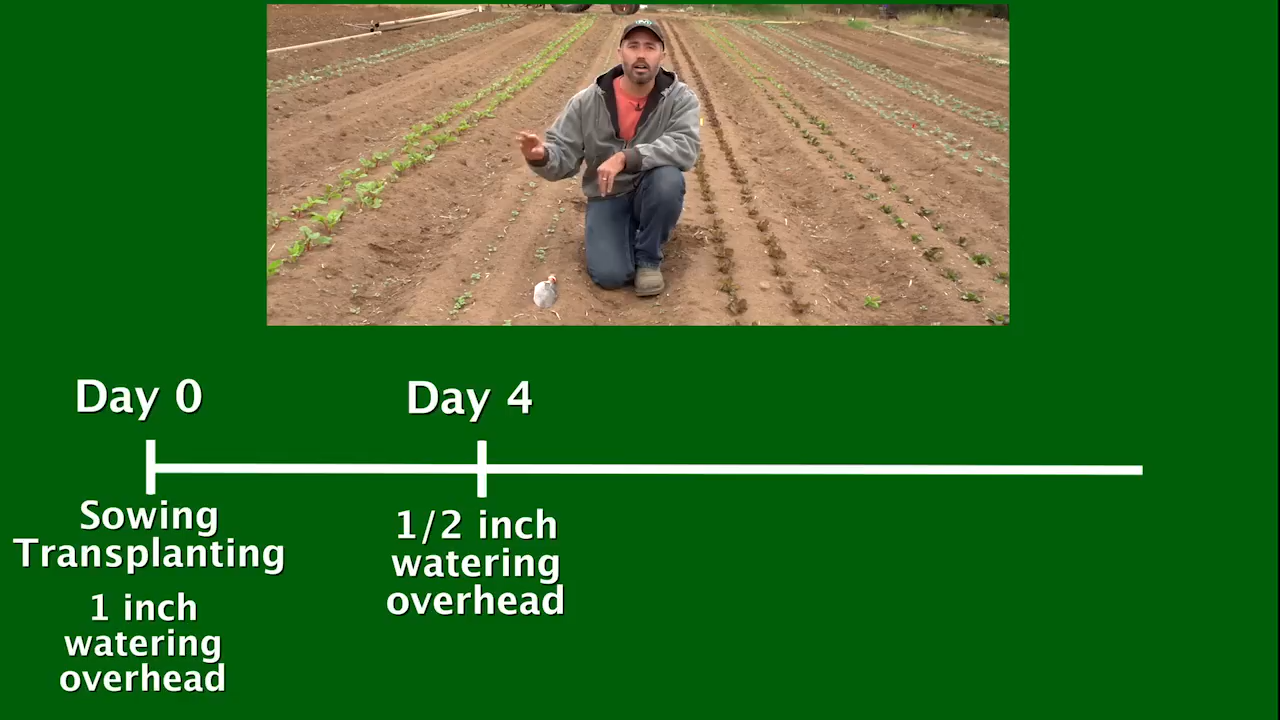 Day 0
Day 4
Sowing
Transplanting
1 inch
watering
overhead
1/2 inch
watering
overhead